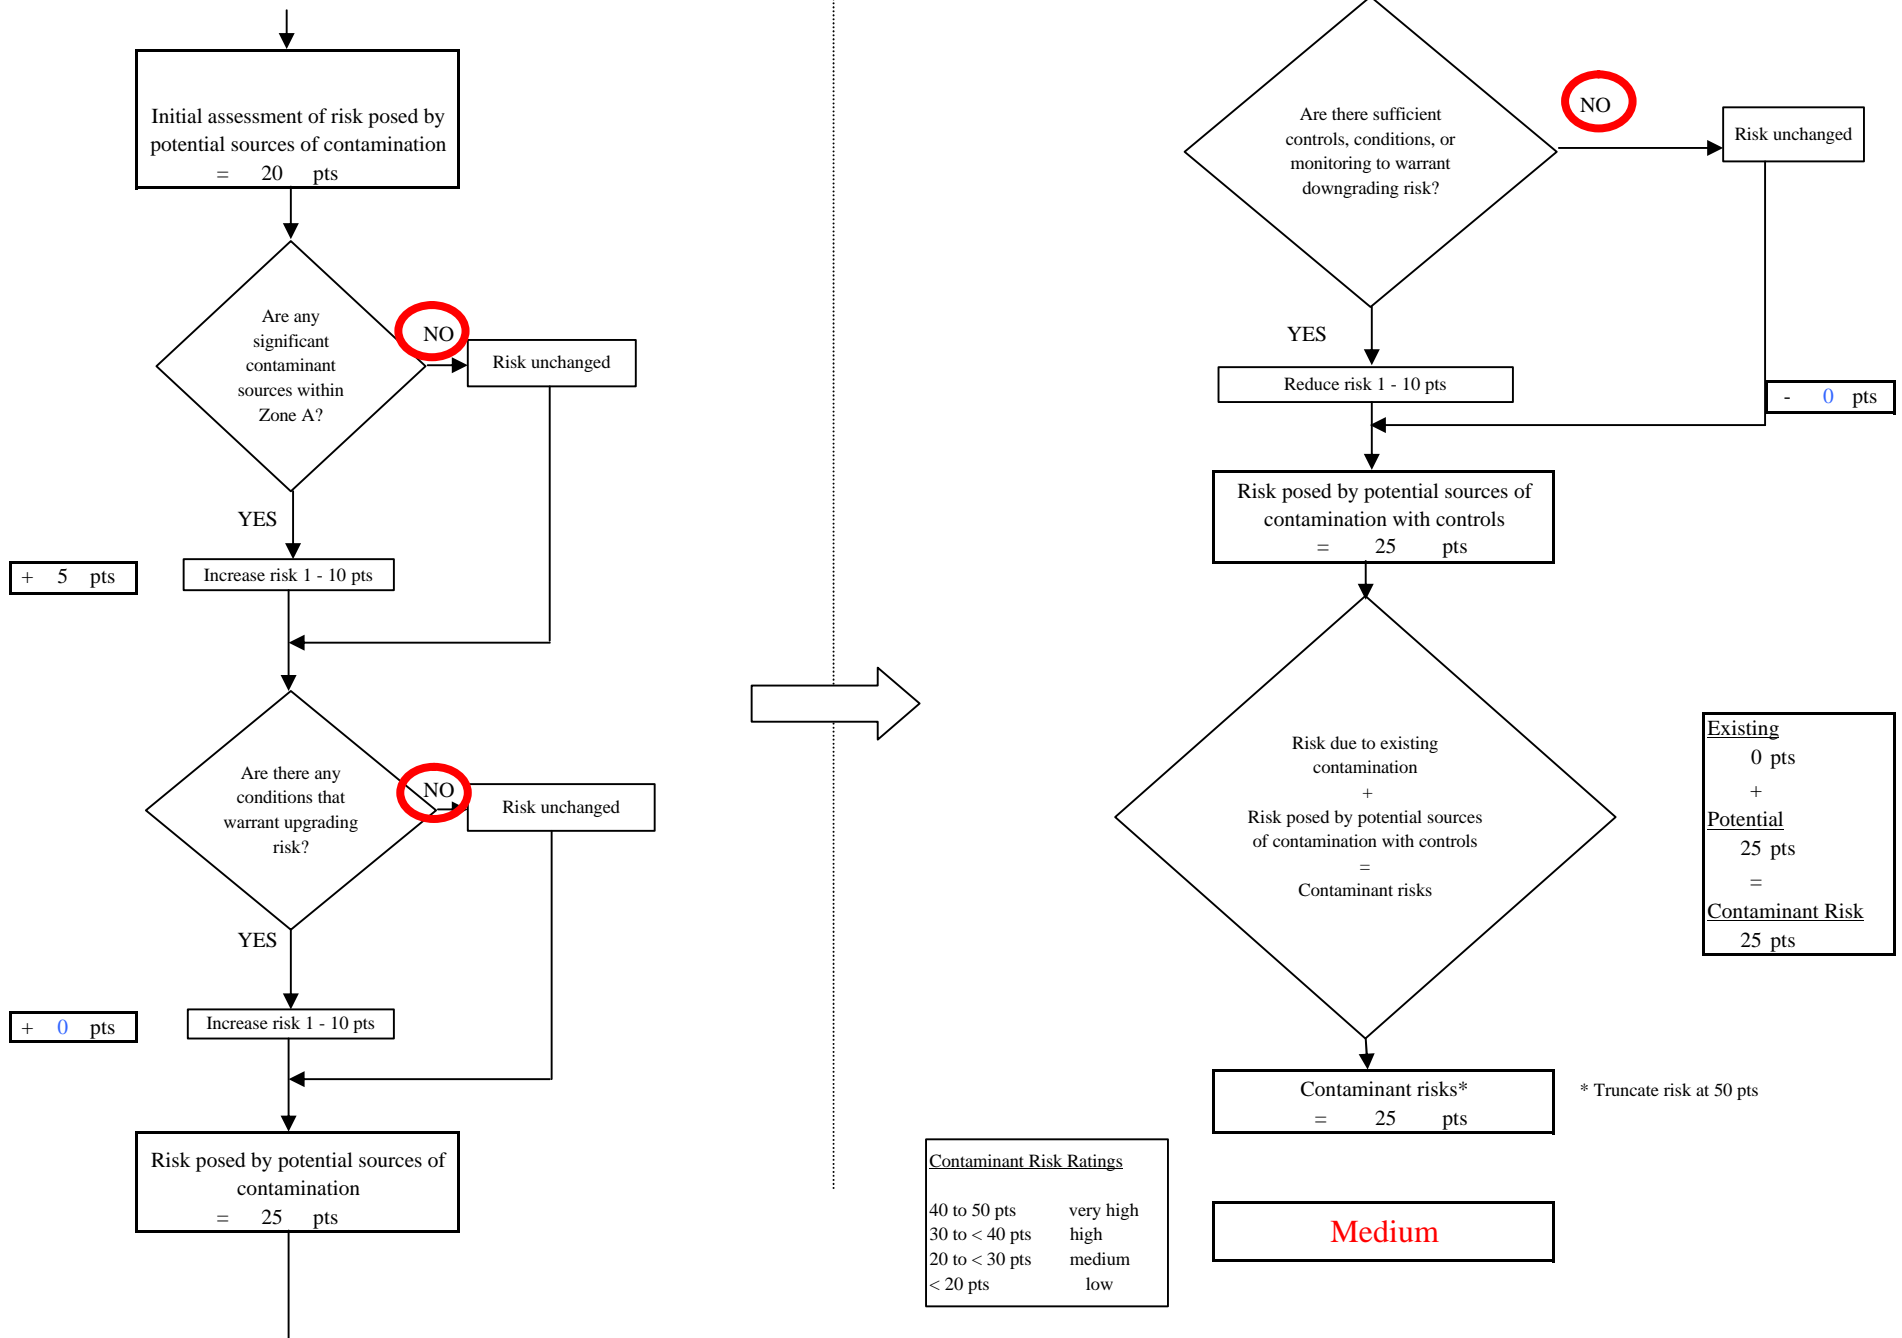 Initial assessment of risk posed by
potential sources of contamination
= 20 pts
Are any
significant
contaminant
sources within
Zone A?
NO
Risk unchanged
YES
+ 5 pts
Increase risk 1 - 10 pts
Are there any
conditions that
warrant upgrading
risk?
NO
Risk unchanged
YES
+ 0 pts
Increase risk 1 - 10 pts
Risk posed by potential sources of
contamination
= 25 pts
Are there sufficient
controls, conditions, or
monitoring to warrant
downgrading risk?
NO
Risk unchanged
YES
Reduce risk 1 - 10 pts
- 0 pts
Risk posed by potential sources of
contamination with controls
= 25 pts
Risk due to existing
contamination
+
Risk posed by potential sources
of contamination with controls
=
Contaminant risks
Existing
0 pts
+
Potential
25 pts
=
Contaminant Risk
25 pts
Contaminant risks*
= 25 pts
* Truncate risk at 50 pts
Contaminant Risk Ratings
40 to 50 pts very high
30 to < 40 pts high
20 to < 30 pts medium
< 20 pts low
Medium